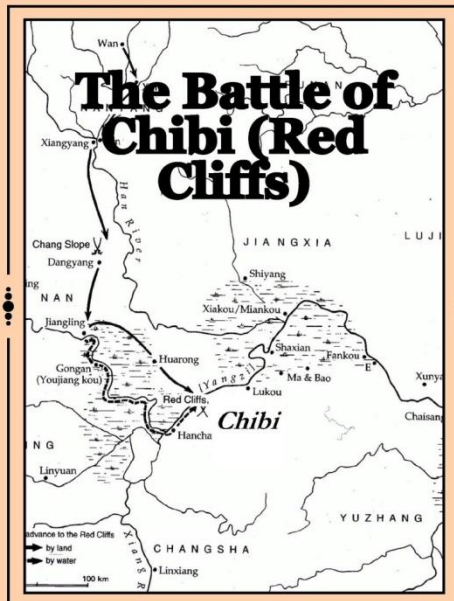 Wan
The Battle of
Chibi (Red
Cliffs)
Xiangyang
Han River
Chang Slope
JIANGXIA
LUJI
Dangyang
Shiyang
NAN
Xiakou/Miankou
Jiangling
Shaxian
Fankou
E
Huarong
(Yangzi)
Gongan
(Youjiang kou)
Ma & Bao
Xunya
Lukou
Red Cliffs.
Chibi
Chaisang
Hancha
ING
Linyuan
YUZHANG
advance to the Red Cliffs
by land
by water
Xiang R
CHANGSHA
100 km
Linxiang